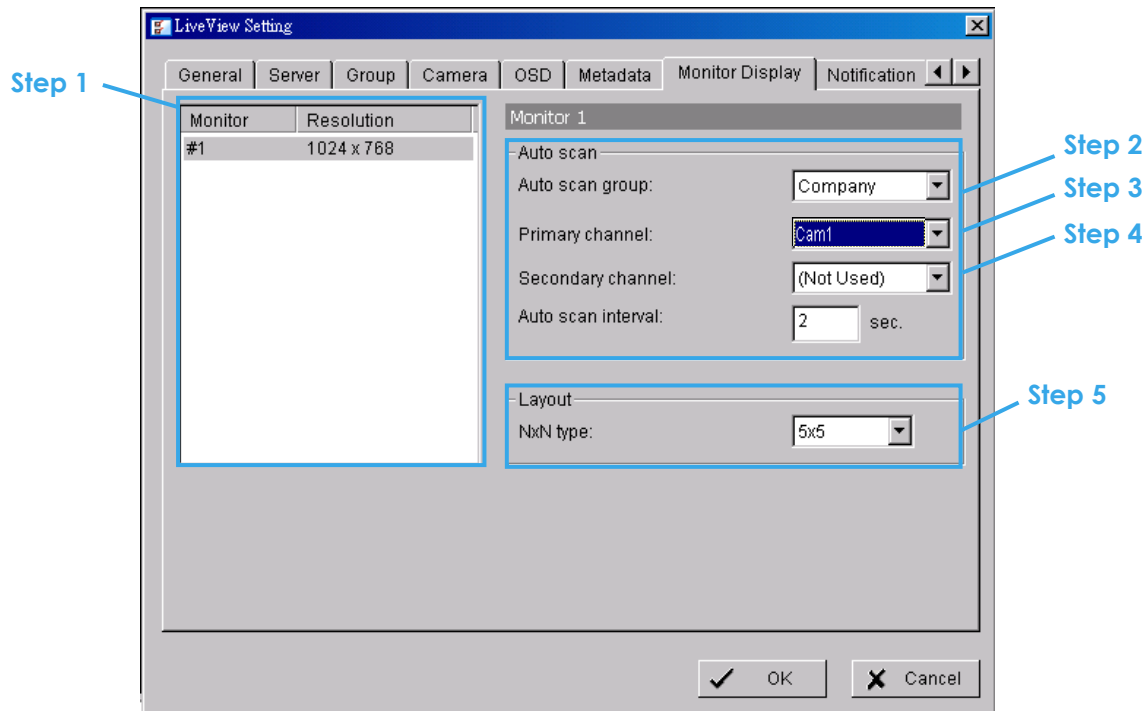 LiveView Setting
General Server Group Camera OSD Metadata Monitor Display Notification
Step 1
Monitor Resolution
#1 1024 x 768
Monitor 1
Auto scan
Auto scan group: Company
Step 2
Primary channel: Cam1
Step 3
Secondary channel: (Not Used)
Step 4
Auto scan interval: 2 sec.
Layout
NxN type: 5x5
Step 5
OK Cancel